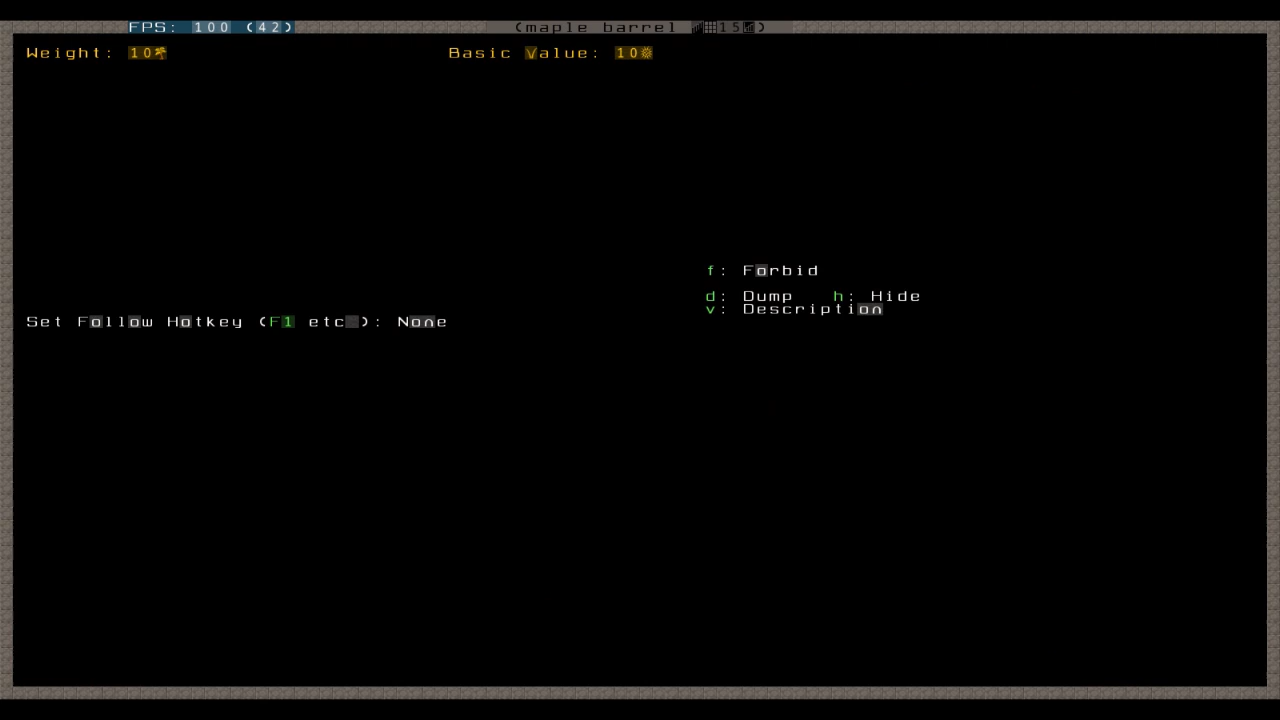 FPS: 100 (42) (maple barrel 15)
Weight: 10 Basic Value: 10☼
f: Forbid
d: Dump h: Hide
v: Description
Set Follow Hotkey (F1 etc ): None